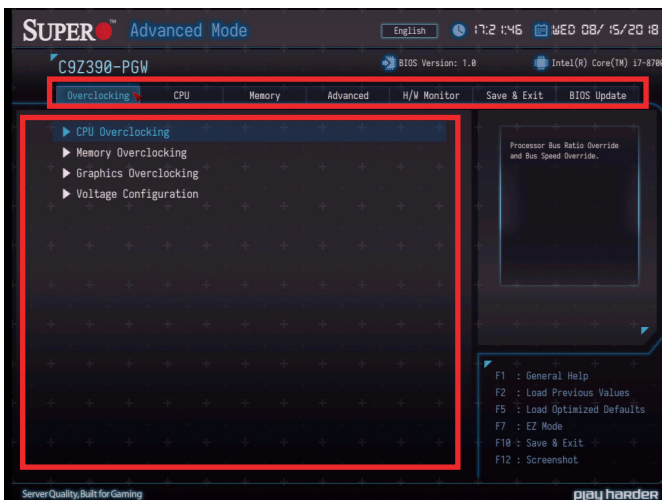 SUPER™ Advanced Mode English 17:21:46 WED 08/15/2018
C9Z390-PGW BIOS Version: 1.0 Intel(R) Core(TM) i7-870
Overclocking CPU Memory Advanced H/W Monitor Save & Exit BIOS Update
CPU Overclocking
Memory Overclocking
Graphics Overclocking
Voltage Configuration
Processor Bus Ratio Override
and Bus Speed Override.
F1 : General Help
F2 : Load Previous Values
F5 : Load Optimized Defaults
F7 : EZ Mode
F10 : Save & Exit
F12 : Screenshot
Server Quality, Built for Gaming play harder